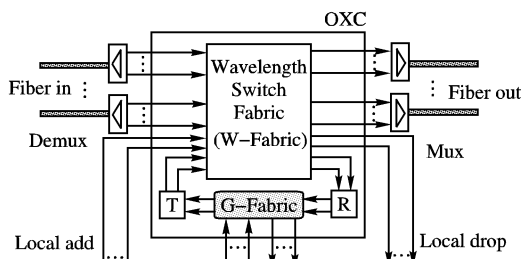 OXC
Wavelength
Switch
Fabric
(W-Fabric)
Fiber in
Fiber out
Demux
Mux
T
G-Fabric
R
Local add
Local drop